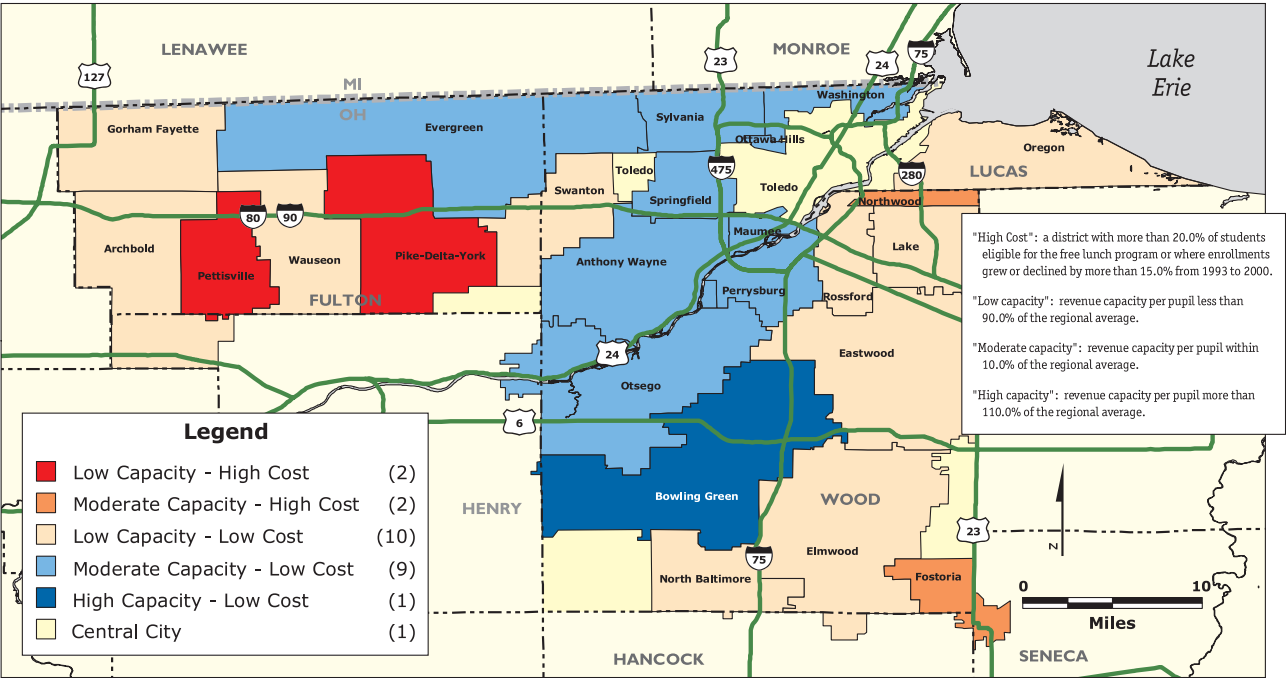 LENAWEE
MONROE
Lake
Erie
127
23
24
75
MI
OH
Washington
Gorham Fayette
Evergreen
Sylvania
Ottawa Hills
Oregon
LUCAS
475
280
Toledo
Toledo
Swanton
Springfield
Northwood
80
90
Maumee
Archbold
Pettisville
Wauseon
Pike-Delta-York
Anthony Wayne
Lake
Perrysburg
Rossford
FULTON
24
Eastwood
Otsego
6
"High Cost": a district with more than 20.0% of students
eligible for the free lunch program or where enrollments
grew or declined by more than 15.0% from 1993 to 2000.
"Low capacity": revenue capacity per pupil less than
90.0% of the regional average.
"Moderate capacity": revenue capacity per pupil within
10.0% of the regional average.
"High capacity": revenue capacity per pupil more than
110.0% of the regional average.
Legend
Low Capacity - High Cost (2)
Moderate Capacity - High Cost (2)
Low Capacity - Low Cost (10)
Moderate Capacity - Low Cost (9)
High Capacity - Low Cost (1)
Central City (1)
HENRY
Bowling Green
WOOD
23
N
75
Elmwood
North Baltimore
Fostoria
0 10
Miles
HANCOCK
SENECA